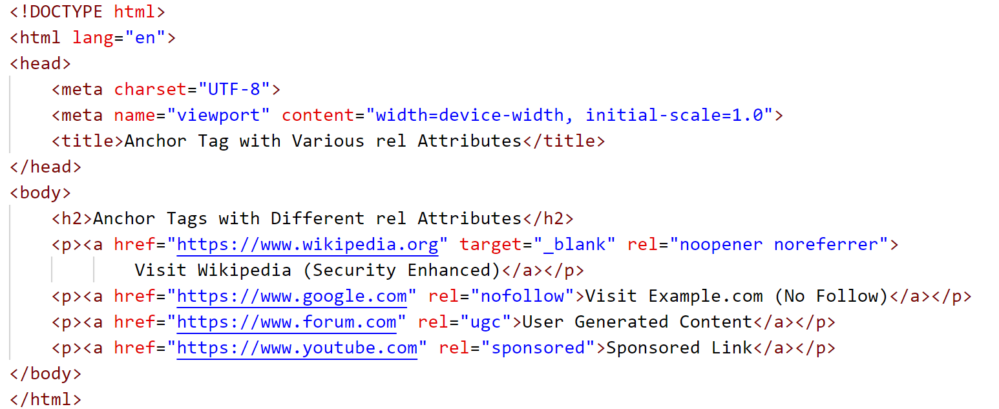 <!DOCTYPE html>
<html lang="en">
<head>
    <meta charset="UTF-8">
    <meta name="viewport" content="width=device-width, initial-scale=1.0">
    <title>Anchor Tag with Various rel Attributes</title>
</head>
<body>
    <h2>Anchor Tags with Different rel Attributes</h2>
    <p><a href="https://www.wikipedia.org" target="_blank" rel="noopener noreferrer">
            Visit Wikipedia (Security Enhanced)</a></p>
    <p><a href="https://www.google.com" rel="nofollow">Visit Example.com (No Follow)</a></p>
    <p><a href="https://www.forum.com" rel="ugc">User Generated Content</a></p>
    <p><a href="https://www.youtube.com" rel="sponsored">Sponsored Link</a></p>
</body>
</html>